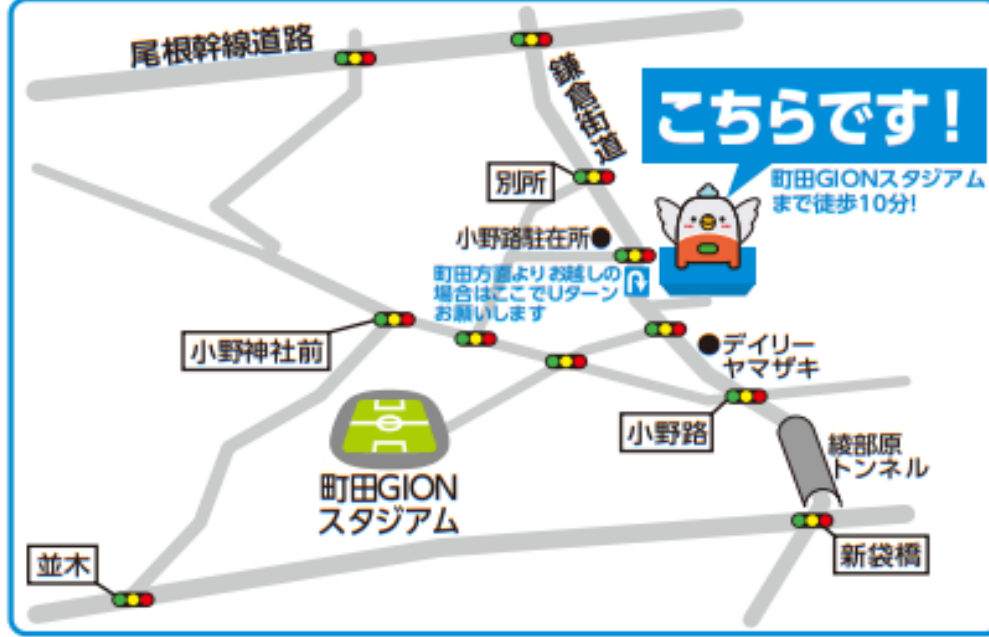 尾根幹線道路
鎌倉街道
こちらです！
別所
町田GIONスタジアム
まで徒歩10分!
小野路駐在所
町田方面よりお越しの
場合はここでUターン
お願いします
小野神社前
デイリー
ヤマザキ
小野路
綾部原
トンネル
町田GION
スタジアム
並木
新袋橋